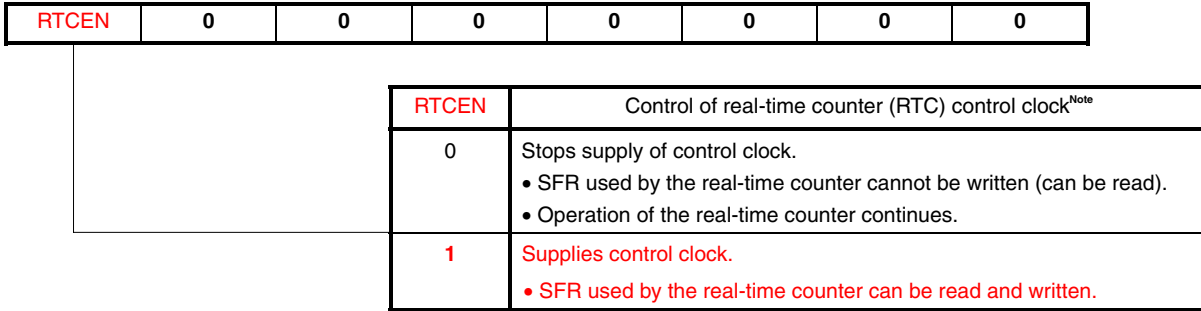 RTCEN 0 0 0 0 0 0 0
RTCEN Control of real-time counter (RTC) control clock Note
0 Stops supply of control clock.
• SFR used by the real-time counter cannot be written (can be read).
• Operation of the real-time counter continues.
1 Supplies control clock.
• SFR used by the real-time counter can be read and written.